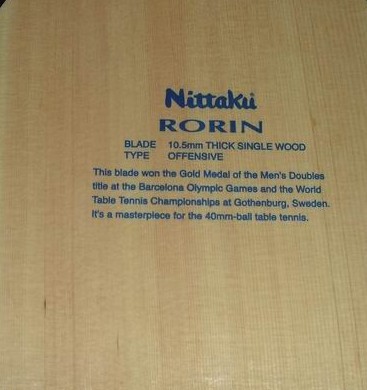 Nittaku
RORIN
BLADE 10.5mm THICK SINGLE WOOD
TYPE OFFENSIVE
This blade won the Gold Medal of the Men's Doubles
title at the Barcelona Olympic Games and the World
Table Tennis Championships at Gothenburg, Sweden.
It's a masterpiece for the 40mm-ball table tennis.